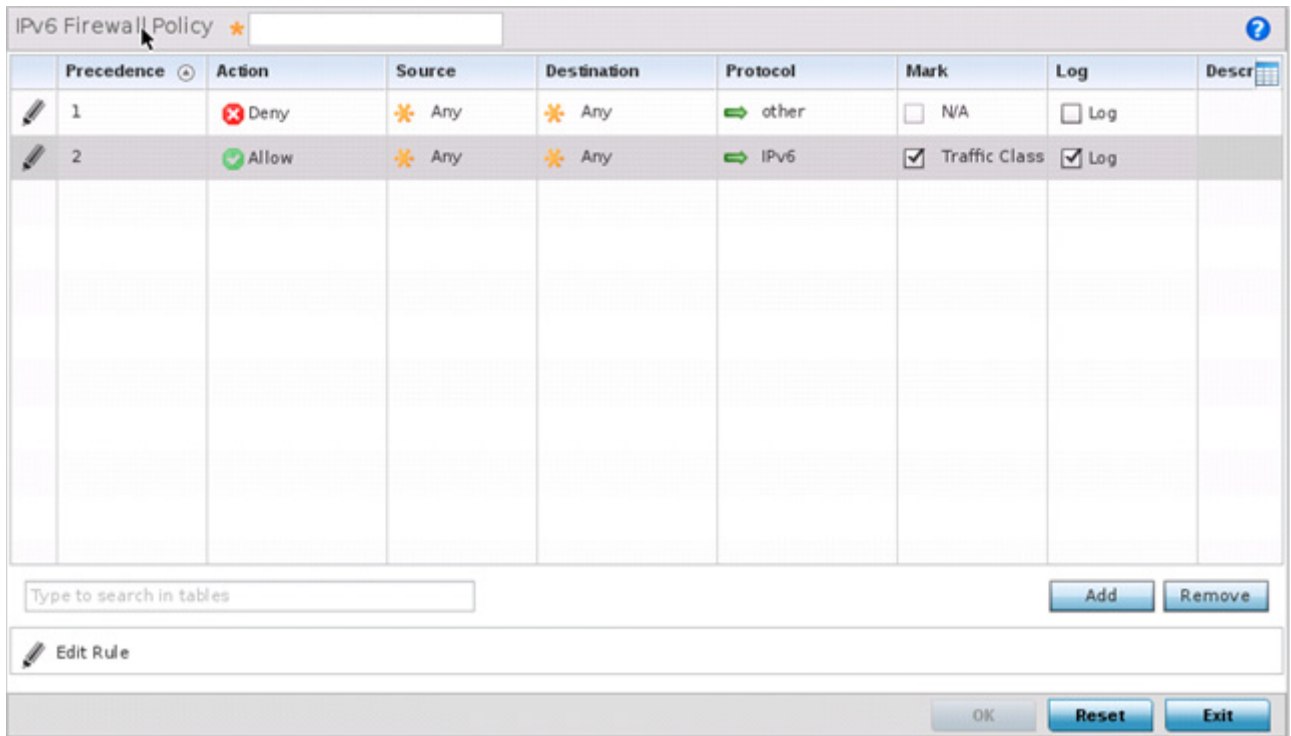 IPv6 Firewall Policy *
Precedence Action Source Destination Protocol Mark Log Descr
1 Deny Any Any other N/A Log
2 Allow Any Any IPv6 Traffic Class Log
Type to search in tables
Add Remove
Edit Rule
OK Reset Exit